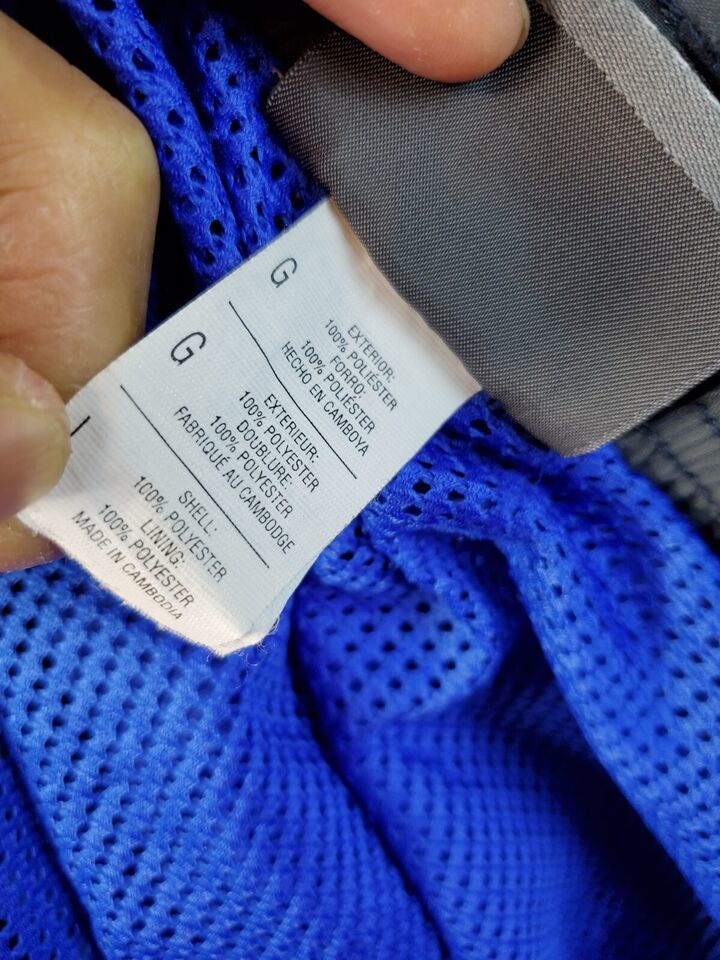 G
EXTERIOR:
100% POLIÉSTER
FORRO:
100% POLIÉSTER
HECHO EN CAMBOYA
G
EXTERIEUR:
100% POLYESTER
DOUBLURE:
100% POLYESTER
FABRIQUÉ AU CAMBODGE
SHELL:
100% POLYESTER
LINING:
100% POLYESTER
MADE IN CAMBODIA